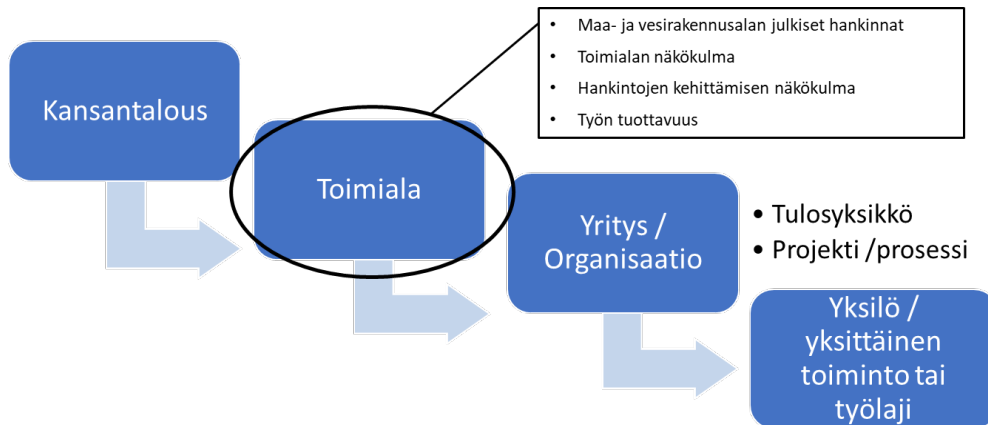 • Maa- ja vesirakennusalan julkiset hankinnat
• Toimialan näkökulma
• Hankintojen kehittämisen näkökulma
• Työn tuottavuus
Kansantalous
Toimiala
Yritys /
Organisaatio
• Tulosyksikkö
• Projekti /prosessi
Yksilö /
yksittäinen
toiminto tai
työlaji